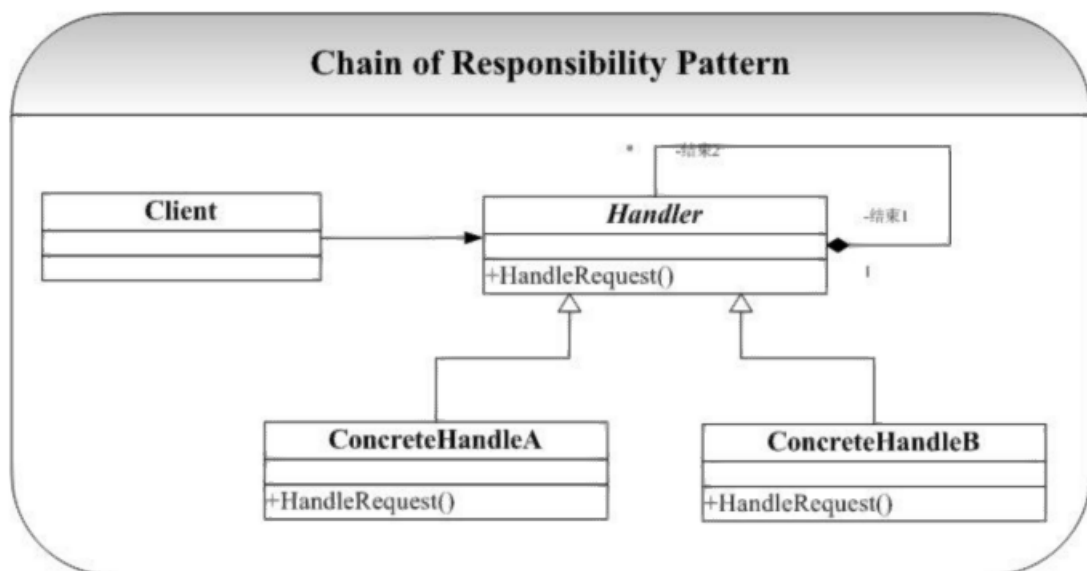 Chain of Responsibility Pattern
* -结束2
Client
Handler
-结束1
+HandleRequest()
1
ConcreteHandleA
ConcreteHandleB
+HandleRequest()
+HandleRequest()